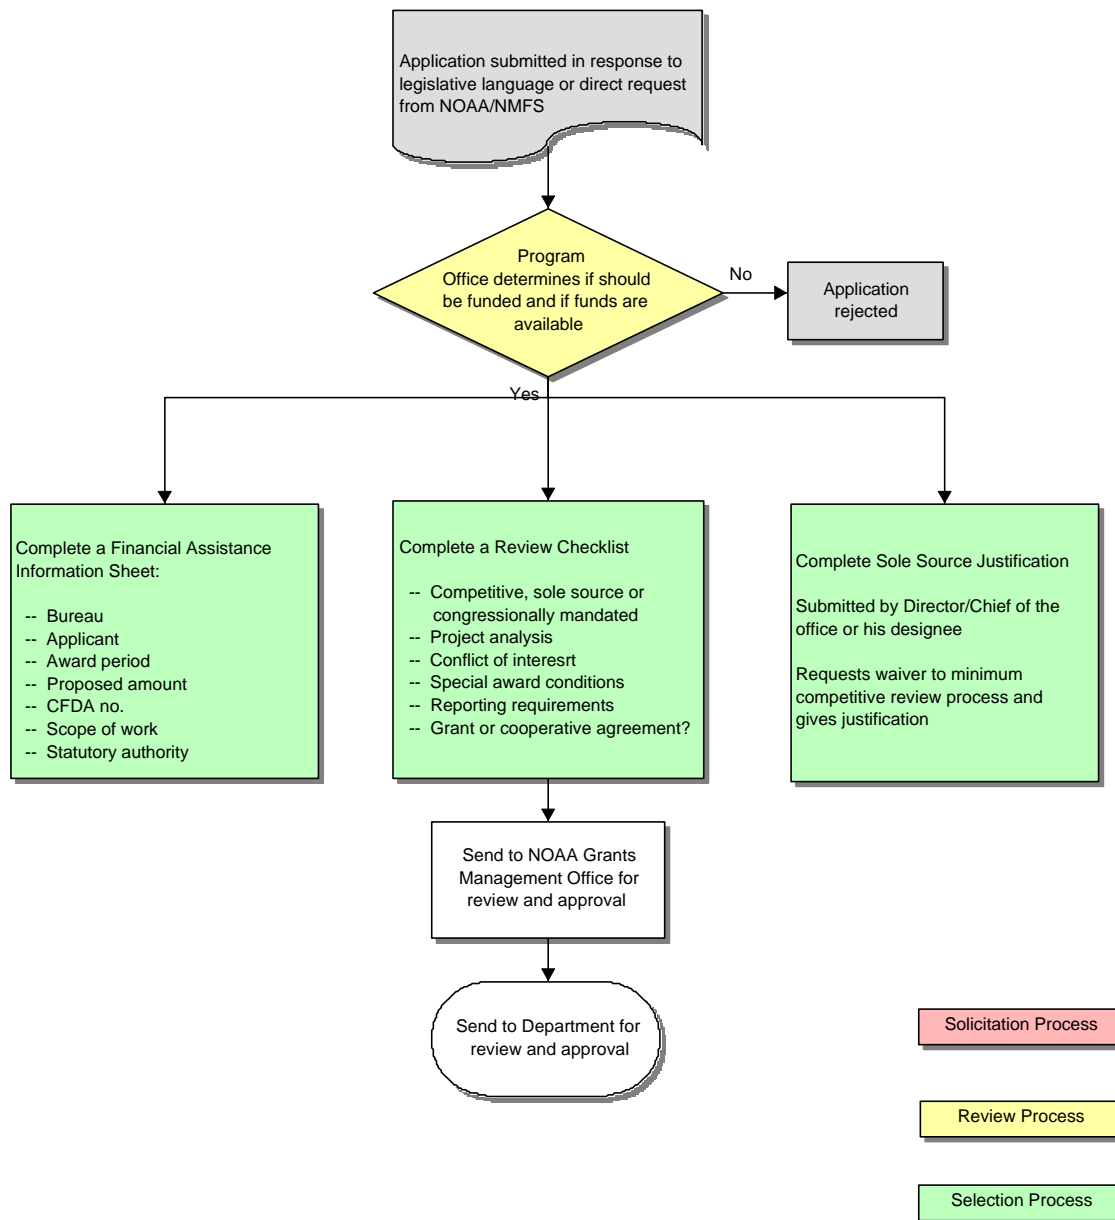 Application submitted in response to
legislative language or direct request
from NOAA/NMFS
Program
Office determines if should
be funded and if funds are
available
No
Application
rejected
Yes
Complete a Financial Assistance
Information Sheet:
-- Bureau
-- Applicant
-- Award period
-- Proposed amount
-- CFDA no.
-- Scope of work
-- Statutory authority
Complete a Review Checklist
-- Competitive, sole source or
congressionally mandated
-- Project analysis
-- Conflict of interesrt
-- Special award conditions
-- Reporting requirements
-- Grant or cooperative agreement?
Complete Sole Source Justification
Submitted by Director/Chief of the
office or his designee
Requests waiver to minimum
competitive review process and
gives justification
Send to NOAA Grants
Management Office for
review and approval
Send to Department for
review and approval
Solicitation Process
Review Process
Selection Process